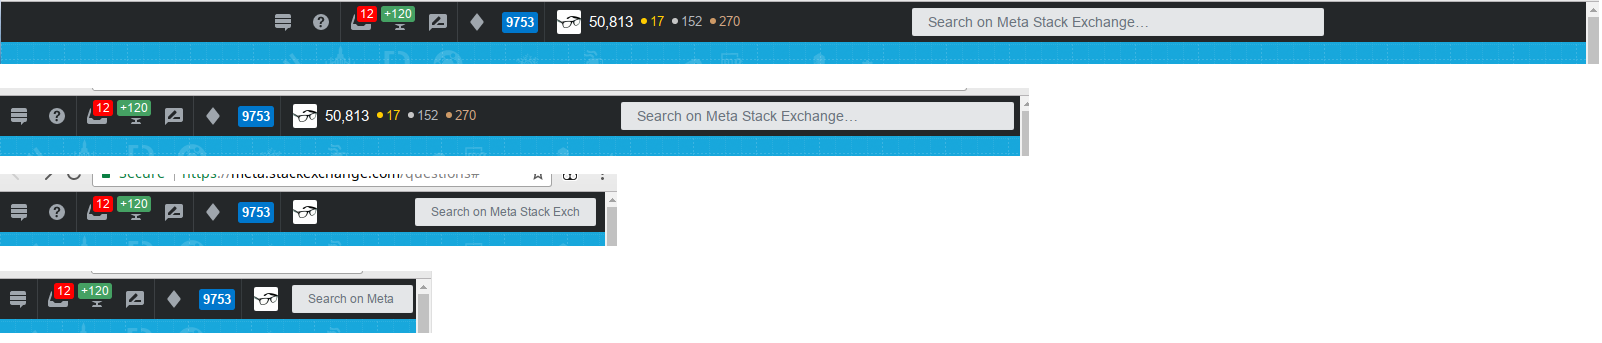 12 +120 9753 50,813 17 152 270 Search on Meta Stack Exchange...
12 +120 9753 50,813 17 152 270 Search on Meta Stack Exchange...
Secure https://meta.stackexchange.com/questions#
12 +120 9753 Search on Meta Stack Exch
12 +120 9753 Search on Meta